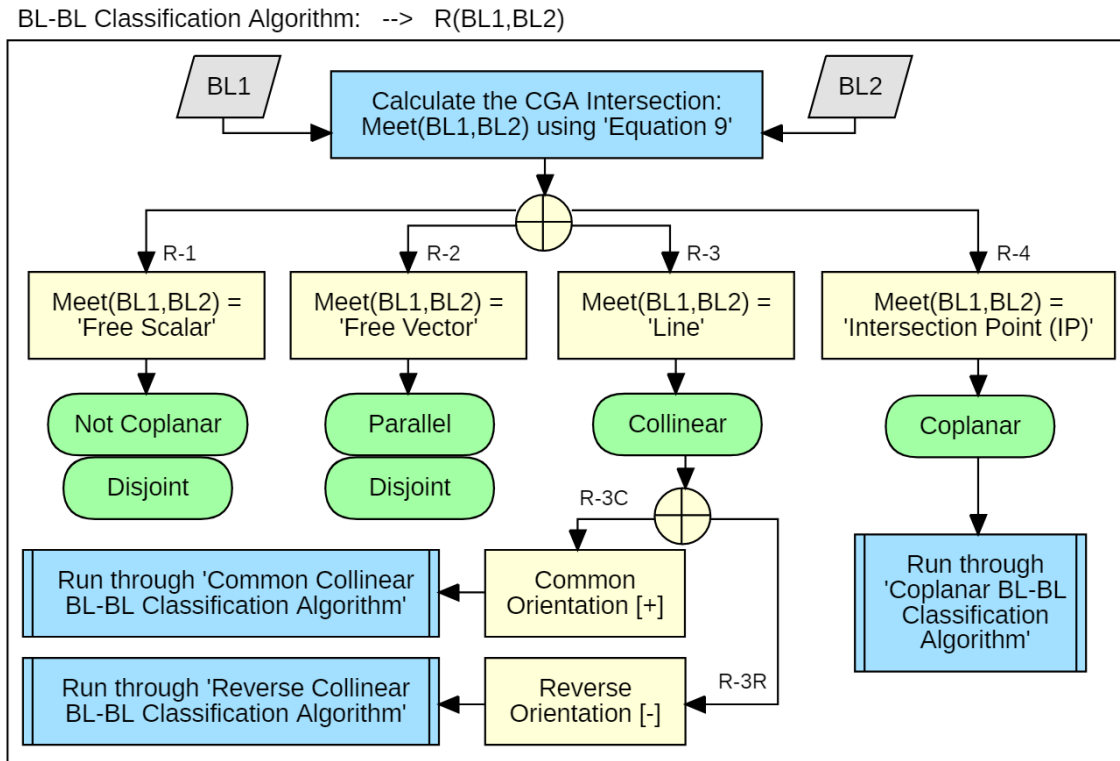 BL-BL Classification Algorithm: --> R(BL1,BL2)
BL1
Calculate the CGA Intersection:
Meet(BL1,BL2) using 'Equation 9'
BL2
R-1
R-2
R-3
R-4
Meet(BL1,BL2) =
'Free Scalar'
Meet(BL1,BL2) =
'Free Vector'
Meet(BL1,BL2) =
'Line'
Meet(BL1,BL2) =
'Intersection Point (IP)'
Not Coplanar
Disjoint
Parallel
Disjoint
Collinear
Coplanar
R-3C
Run through 'Common Collinear
BL-BL Classification Algorithm'
Common
Orientation [+]
Run through
'Coplanar BL-BL
Classification
Algorithm'
Run through 'Reverse Collinear
BL-BL Classification Algorithm'
Reverse
Orientation [-]
R-3R